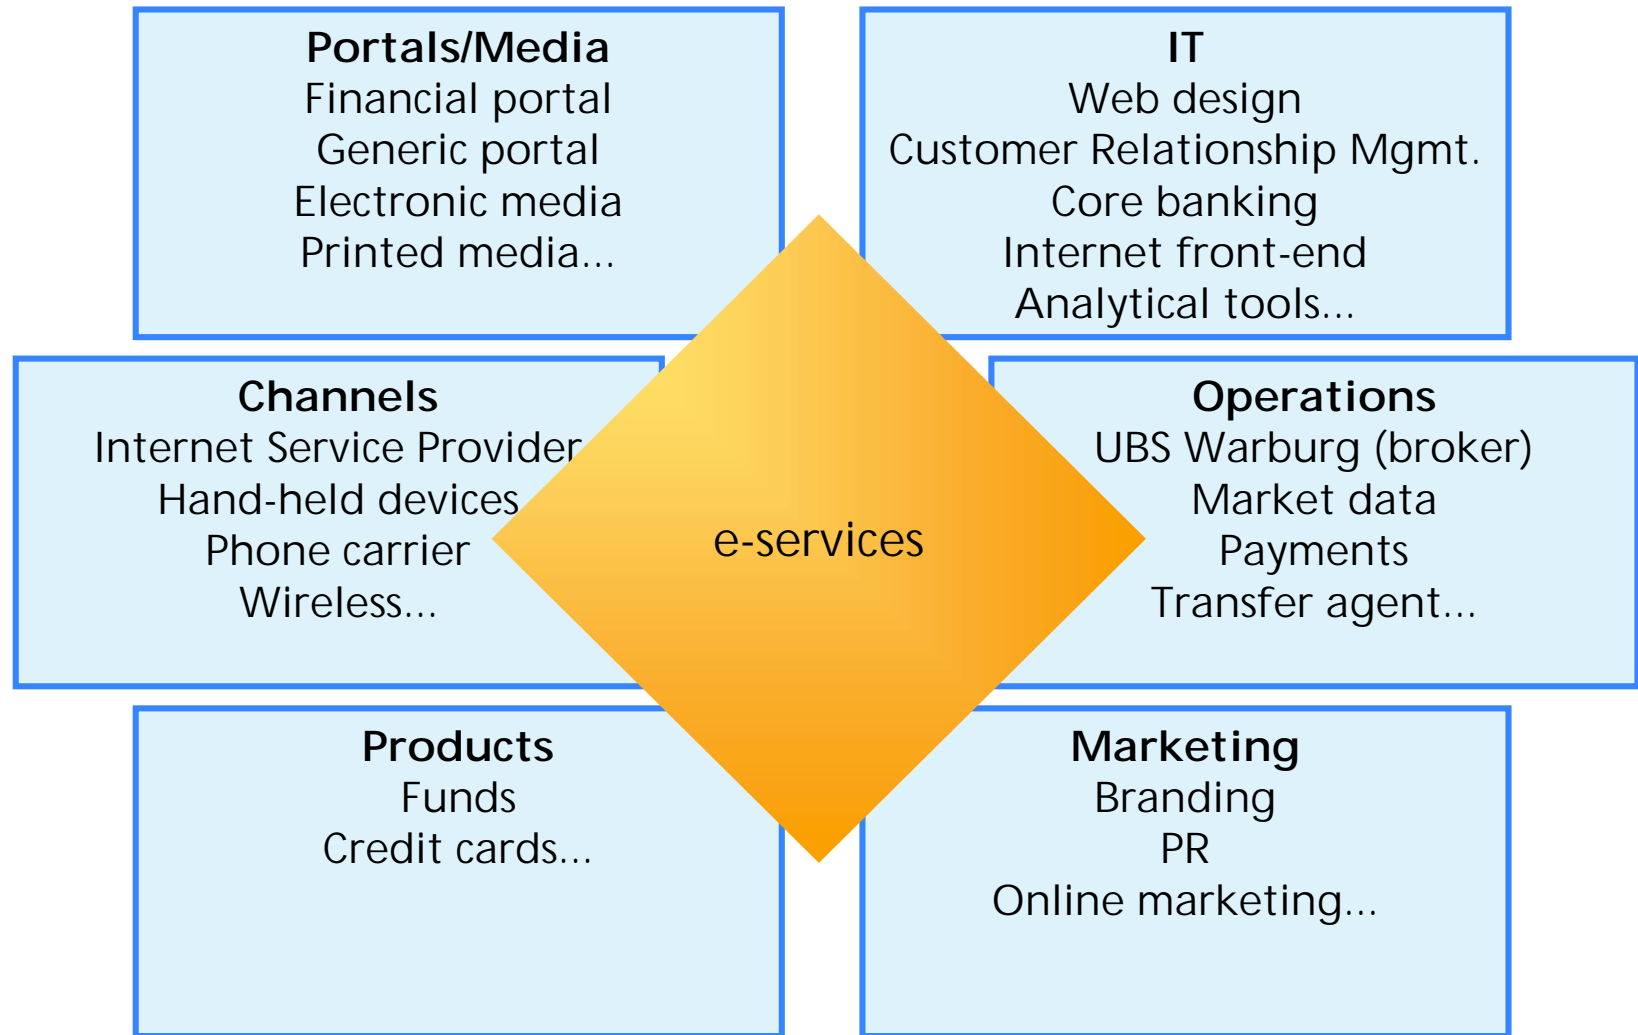 Portals/Media
Financial portal
Generic portal
Electronic media
Printed media...
IT
Web design
Customer Relationship Mgmt.
Core banking
Internet front-end
Analytical tools...
Channels
Internet Service Provider
Hand-held devices
Phone carrier
Wireless...
e-services
Operations
UBS Warburg (broker)
Market data
Payments
Transfer agent...
Products
Funds
Credit cards...
Marketing
Branding
PR
Online marketing...